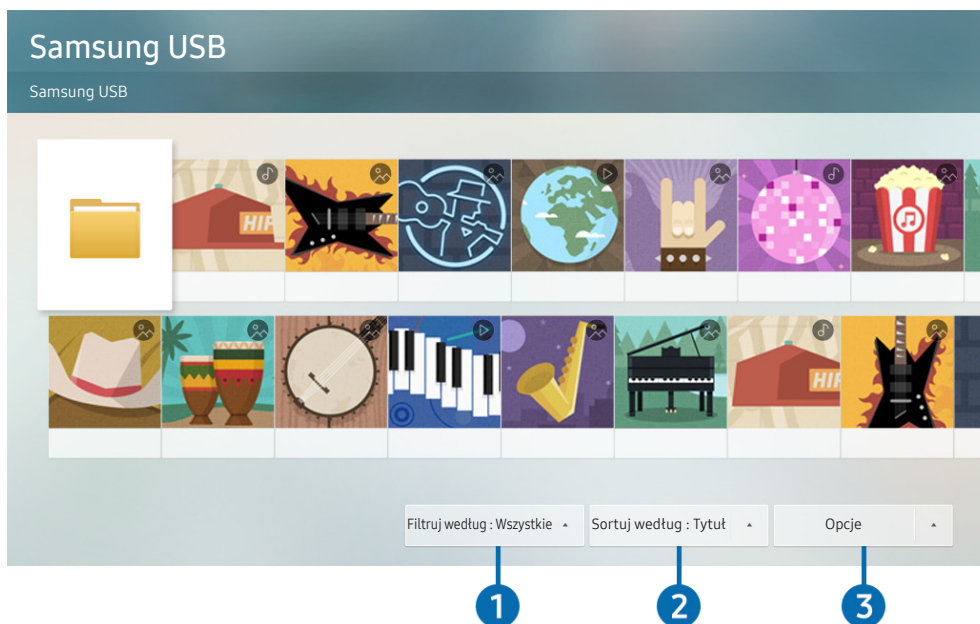 Samsung USB
Samsung USB
HIP
HIP
Filtruj według : Wszystkie
Sortuj według : Tytuł
Opcje
1
2
3